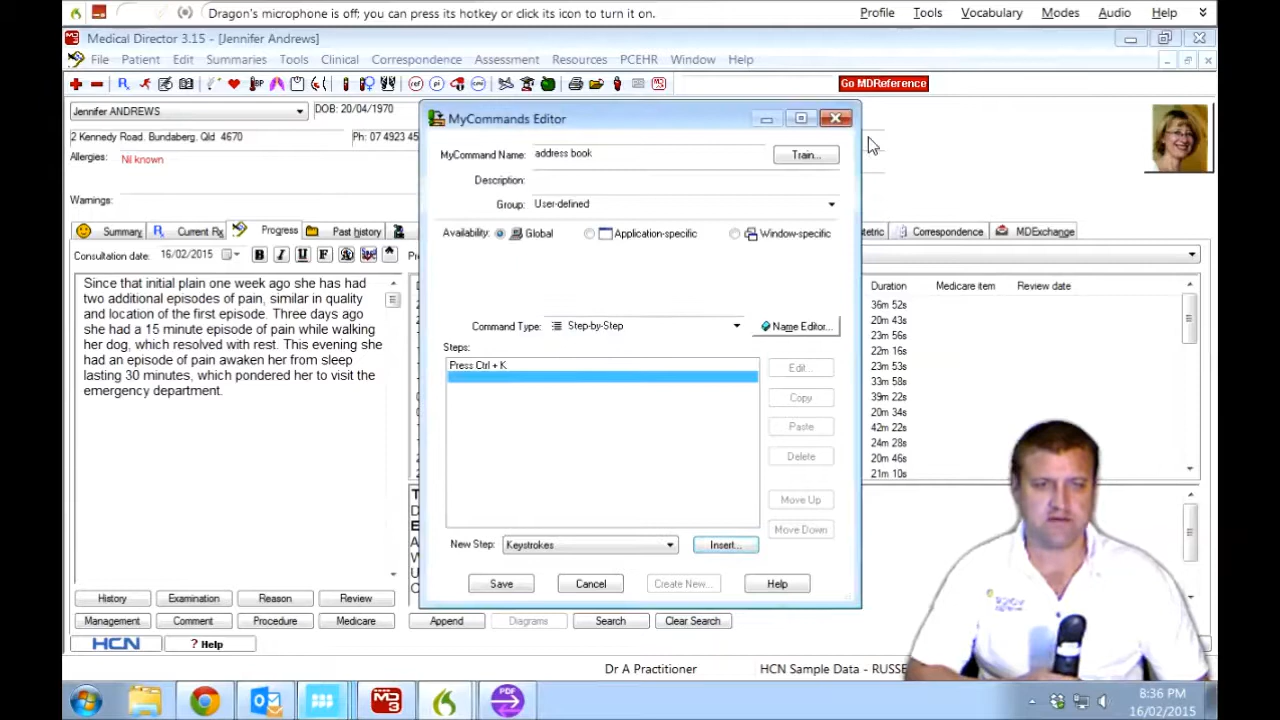 Dragon's microphone is off; you can press its hotkey or click its icon to turn it on.
Profile Tools Vocabulary Modes Audio Help
Medical Director 3.15 - [Jennifer Andrews]
File Patient Edit Summaries Tools Clinical Correspondence Assessment Resources PCEHR Window Help
Go MDReference
Jennifer ANDREWS
DOB: 20/04/1970
2 Kennedy Road. Bundaberg. Qld 4670
Ph: 07 4923 45
Allergies: Nil known
Warnings:
Summary Current Rx Progress Past history
Correspondence MDExchange
Consultation date: 16/02/2015
B I U F
Since that initial plain one week ago she has had
two additional episodes of pain, similar in quality
and location of the first episode. Three days ago
she had a 15 minute episode of pain while walking
her dog, which resolved with rest. This evening she
had an episode of pain awaken her from sleep
lasting 30 minutes, which pondered her to visit the
emergency department.
MyCommands Editor
MyCommand Name: address book
Train...
Description:
Group: User-defined
Availability: Global Application-specific Window-specific
Command Type: Step-by-Step
Name Editor...
Steps:
Press Ctrl + K
Edit...
Copy
Paste
Delete
Move Up
Move Down
New Step: Keystrokes
Insert...
Save Cancel Create New... Help
Duration Medicare item Review date
36m 52s
20m 43s
23m 56s
22m 16s
23m 53s
33m 58s
39m 22s
20m 34s
42m 22s
24m 28s
20m 46s
21m 10s
History Examination Reason Review
Management Comment Procedure Medicare
Append Diagrams Search Clear Search
HCN
? Help
Dr A Practitioner
HCN Sample Data - RUSSE
PDF
8:36 PM
16/02/2015